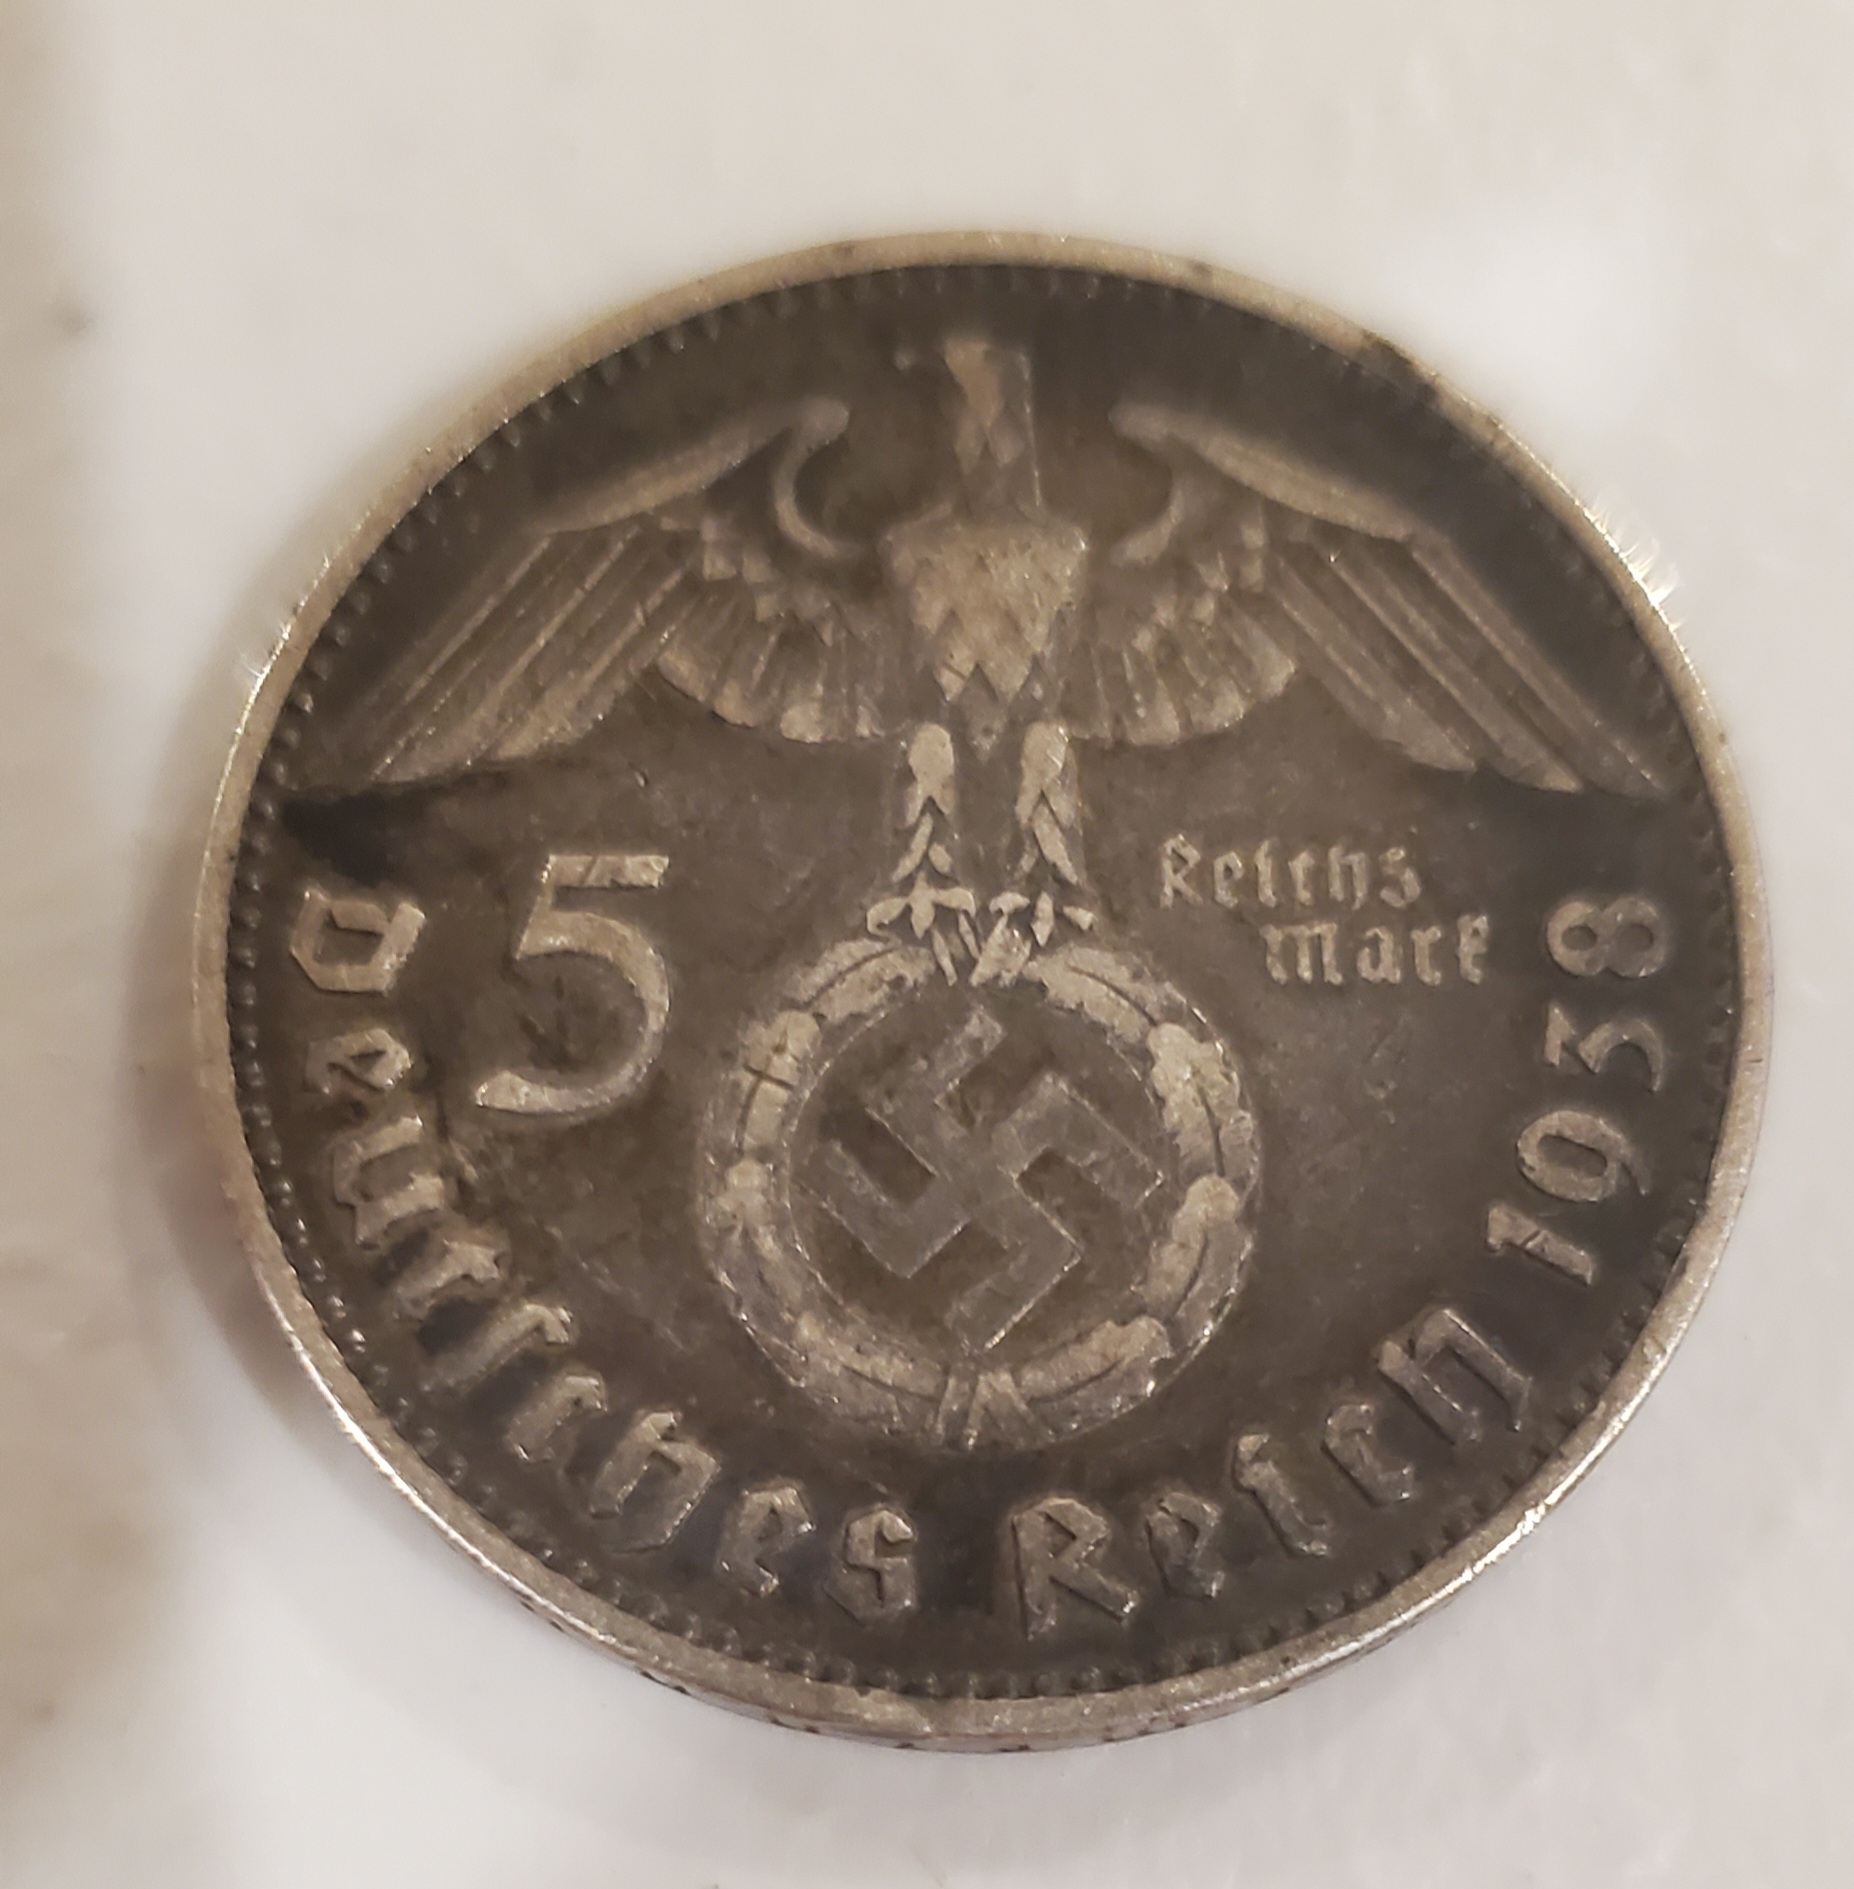 5
Reichs
Mark
Deutsches Reich 1938